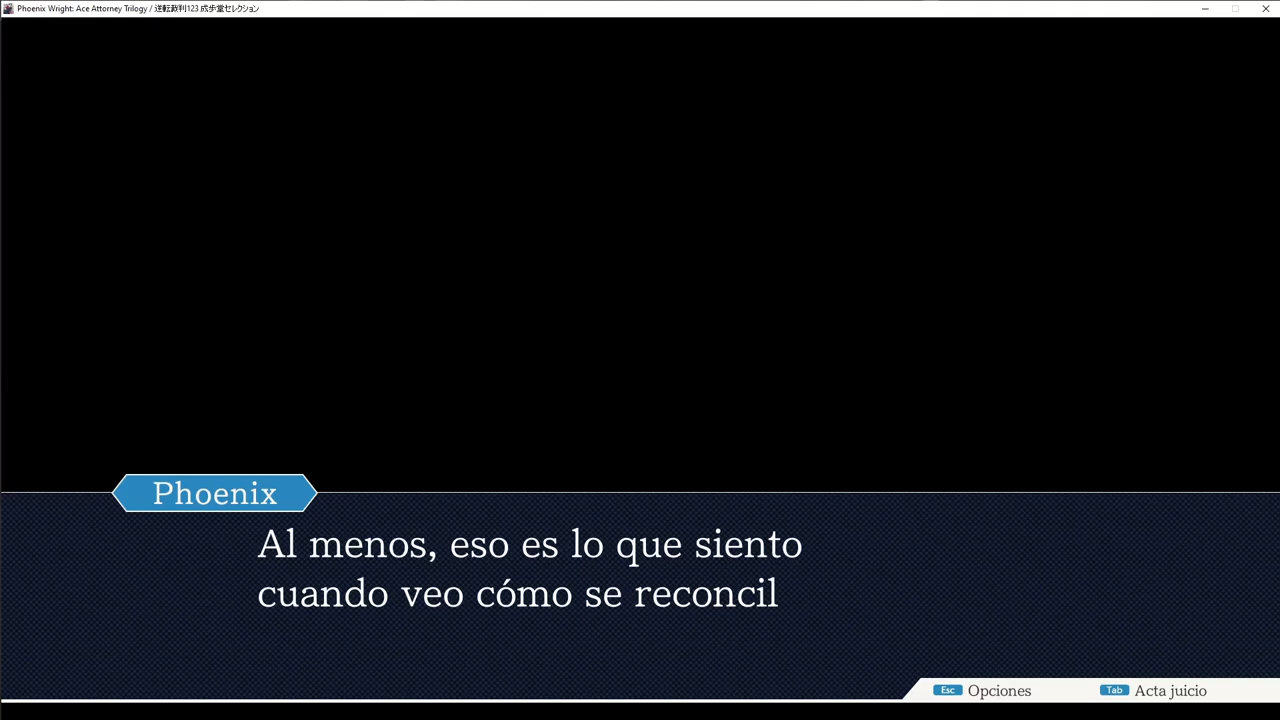 Phoenix Wright: Ace Attorney Trilogy / 逆転裁判123 成歩堂セレクション
Phoenix
Al menos, eso es lo que siento
cuando veo cómo se reconcil
Esc Opciones Tab Acta juicio